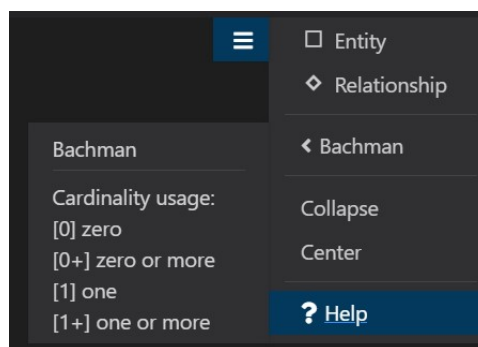 Entity
Relationship
Bachman
Collapse
Center
? Help
Bachman
Cardinality usage:
[0] zero
[0+] zero or more
[1] one
[1+] one or more